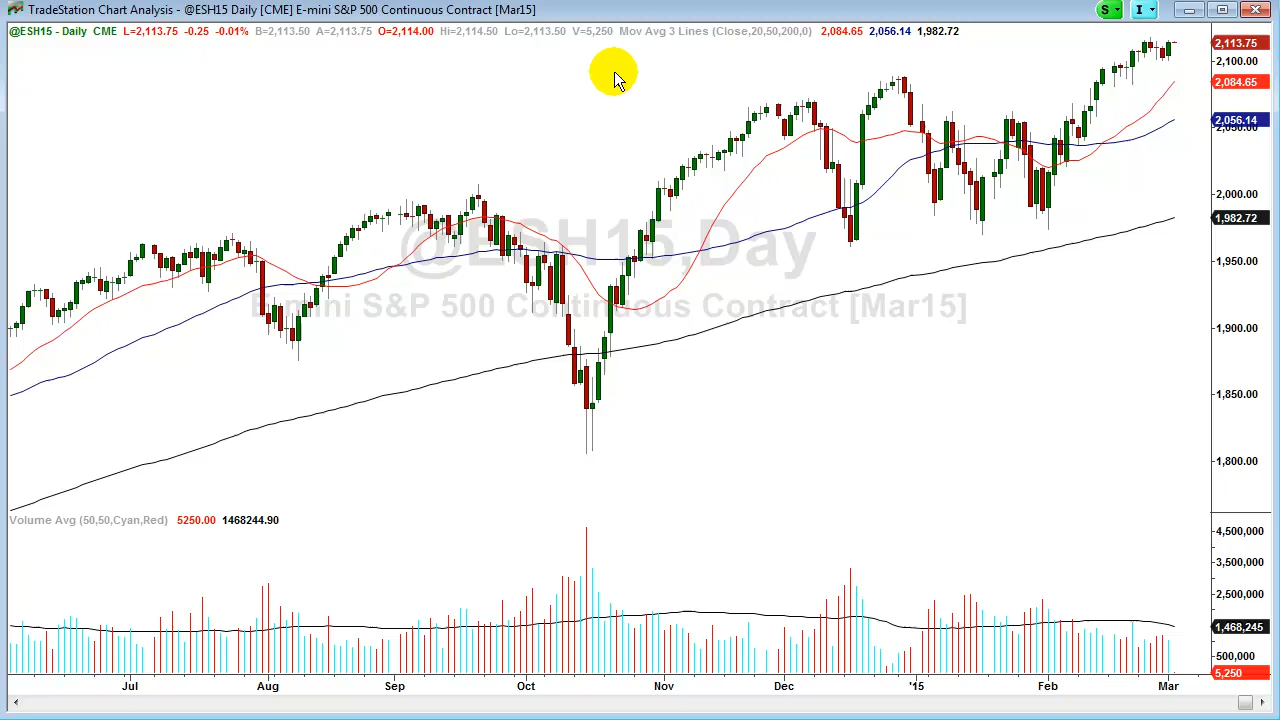 TradeStation Chart Analysis - @ESH15 Daily [CME] E-mini S&P 500 Continuous Contract [Mar15]
S
I
@ESH15 - Daily CME L=2,113.75 -0.25 -0.01% B=2,113.50 A=2,113.75 O=2,114.00 Hi=2,114.50 Lo=2,113.50 V=5,250 Mov Avg 3 Lines (Close,20,50,200,0) 2,084.65 2,056.14 1,982.72
2,113.75
2,100.00
2,084.65
2,056.14
2,050.00
2,000.00
1,982.72
1,950.00
1,900.00
1,850.00
1,800.00
@ESH15,Day
E-mini S&P 500 Continuous Contract [Mar15]
Volume Avg (50,50,Cyan,Red) 5250.00 1468244.90
4,500,000
3,500,000
2,500,000
1,468,245
500,000
5,250
Jul Aug Sep Oct Nov Dec '15 Feb Mar